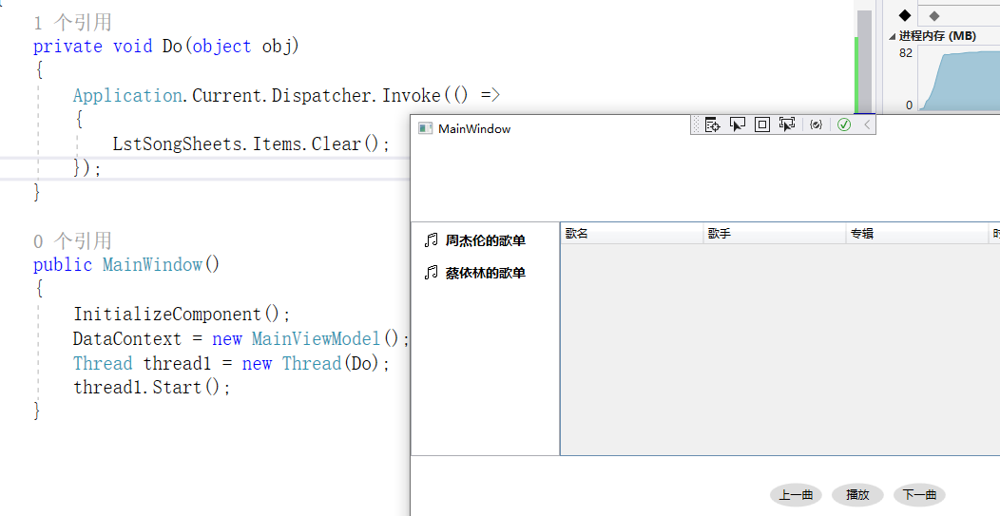 1 个引用
private void Do(object obj)
{
Application.Current.Dispatcher.Invoke(() =>
{
LstSongSheets.Items.Clear();
});
}
0 个引用
public MainWindow()
{
InitializeComponent();
DataContext = new MainViewModel();
Thread thread1 = new Thread(Do);
thread1.Start();
}
进程内存 (MB)
82
0
MainWindow
周杰伦的歌单
蔡依林的歌单
歌名 歌手 专辑
上一曲 播放 下一曲